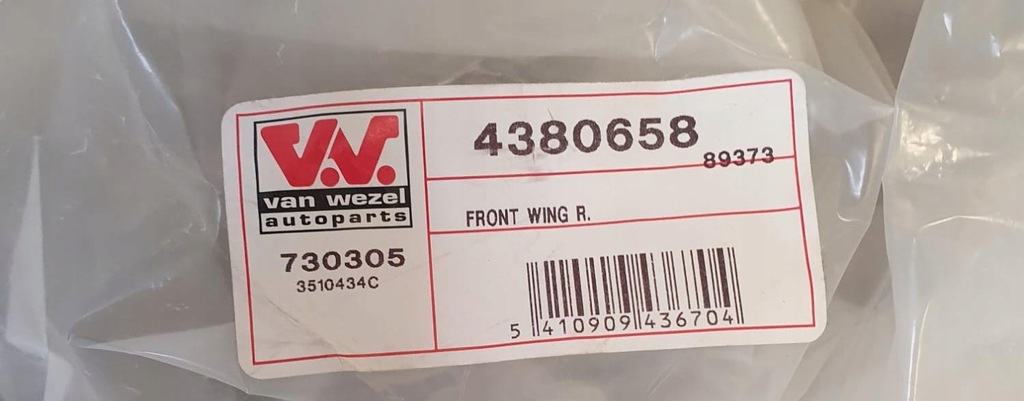 V.W.
van wezel
autoparts
730305
3510434C
4380658
89373
FRONT WING R.
5 410909 436704